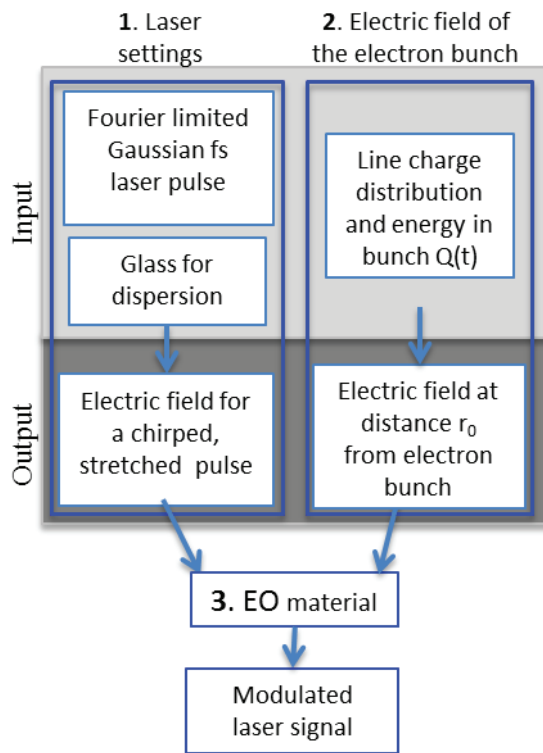 1. Laser
settings
2. Electric field of
the electron bunch
Input
Fourier limited
Gaussian fs
laser pulse
Glass for
dispersion
Line charge
distribution
and energy in
bunch Q(t)
Output
Electric field for
a chirped,
stretched pulse
Electric field at
distance r₀
from electron
bunch
3. EO material
Modulated
laser signal